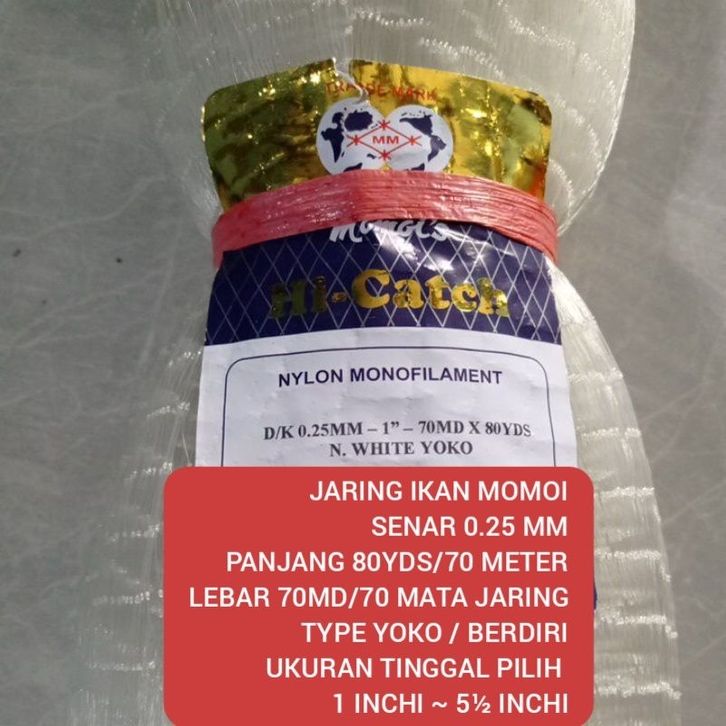 TRADE MARK
MM
Momoi's
Hi-Catch
NYLON MONOFILAMENT
D/K 0.25MM – 1” – 70MD X 80YDS
N. WHITE YOKO
JARING IKAN MOMOI
SENAR 0.25 MM
PANJANG 80YDS/70 METER
LEBAR 70MD/70 MATA JARING
TYPE YOKO / BERDIRI
UKURAN TINGGAL PILIH
1 INCHI ~ 5½ INCHI